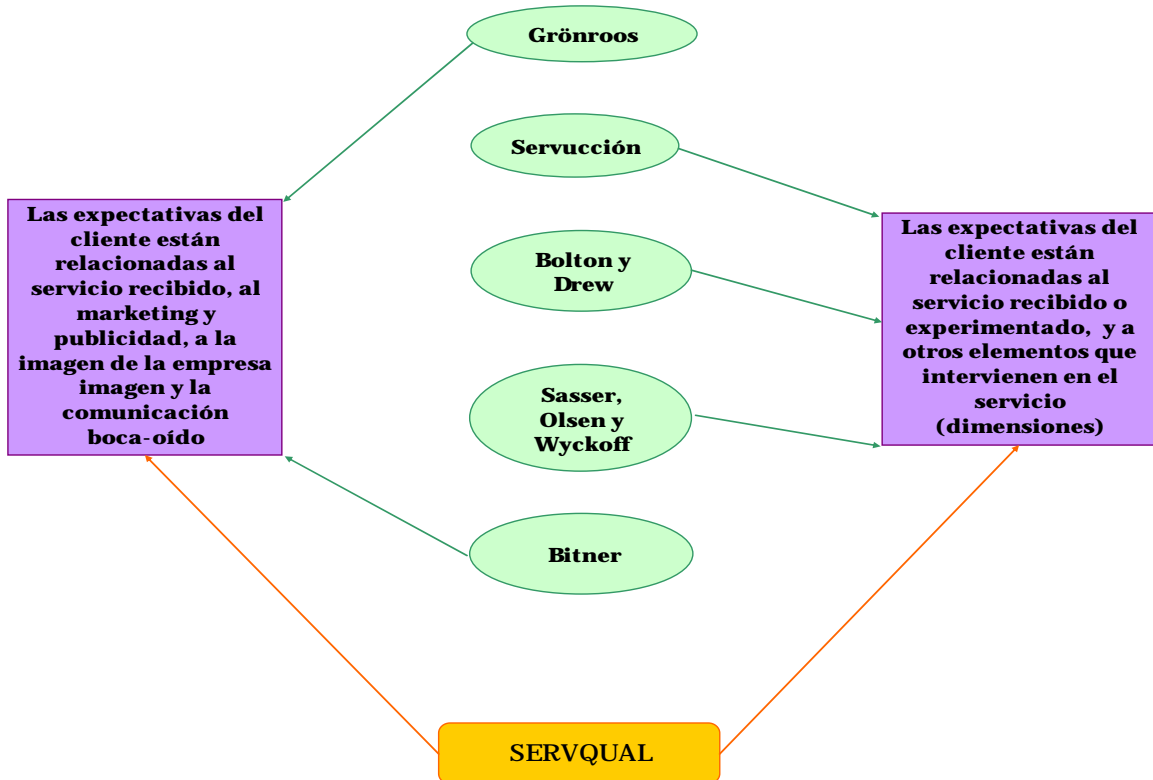 Grönroos
Servucción
Las expectativas del
cliente están
relacionadas al
servicio recibido, al
marketing y
publicidad, a la
imagen de la empresa
imagen y la
comunicación
boca-oído
Bolton y
Drew
Las expectativas del
cliente están
relacionadas al
servicio recibido o
experimentado, y a
otros elementos que
intervienen en el
servicio
(dimensiones)
Sasser,
Olsen y
Wyckoff
Bitner
SERVQUAL